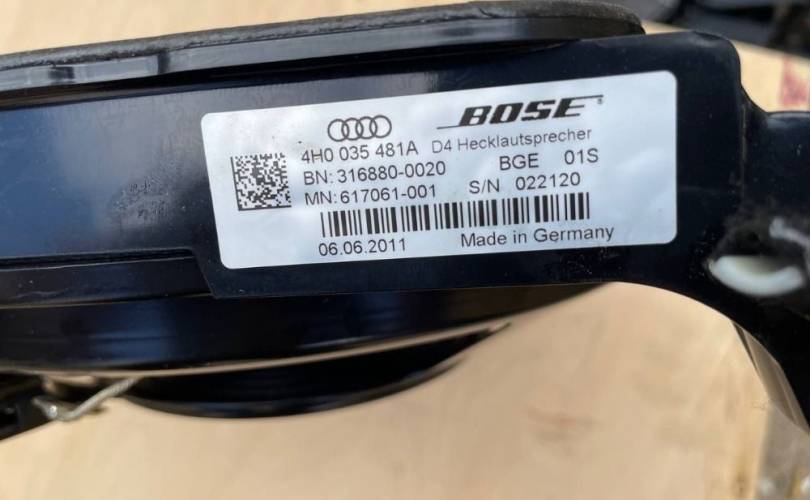 BOSE®
4H0 035 481A D4 Hecklautsprecher
BN: 316880-0020 BGE 01S
MN: 617061-001 S/N 022120
06.06.2011 Made in Germany